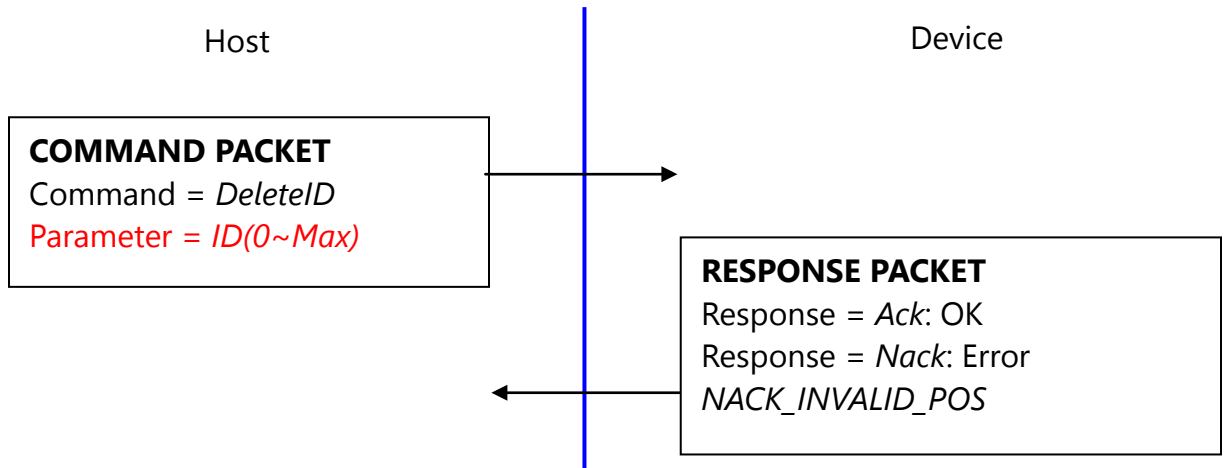 Host
Device
COMMAND PACKET
Command = DeleteID
Parameter = ID(0~Max)
RESPONSE PACKET
Response = Ack: OK
Response = Nack: Error
NACK_INVALID_POS